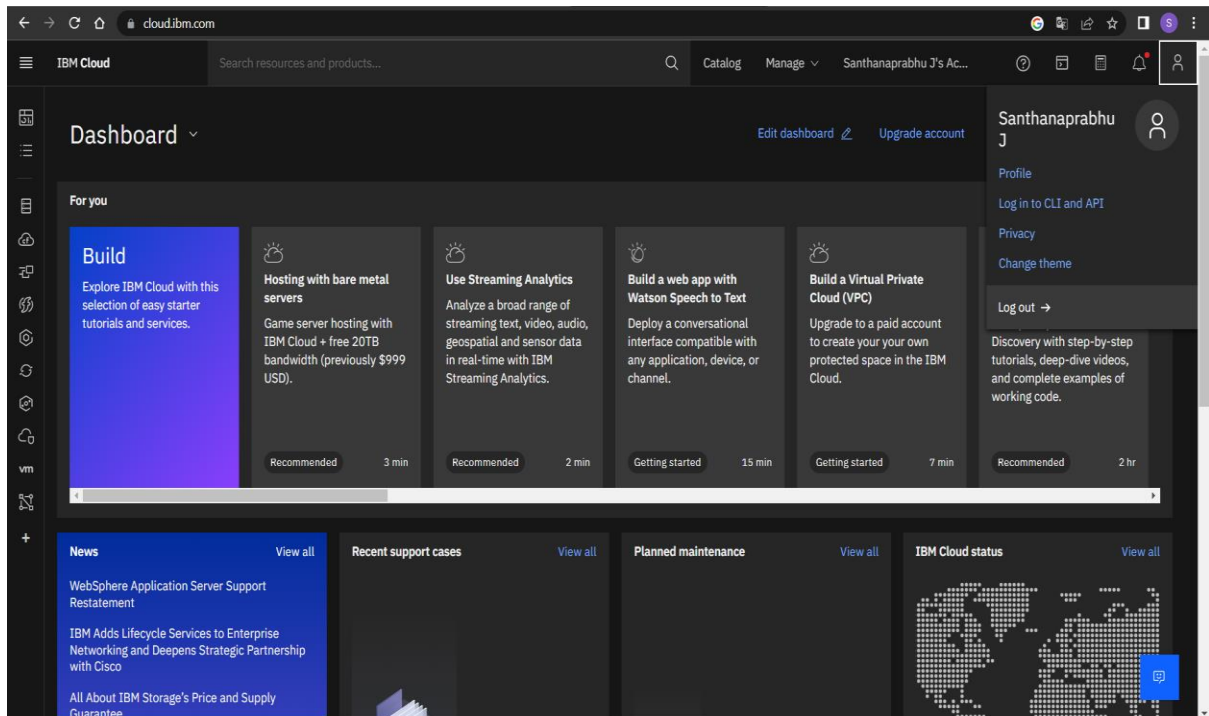 cloud.ibm.com
S
IBM Cloud
Search resources and products...
Catalog
Manage
Santhanaprabhu J's Ac...
Dashboard
Edit dashboard
Upgrade account
Santhanaprabhu
J
Profile
Log in to CLI and API
Privacy
Change theme
Log out →
For you
Build
Explore IBM Cloud with this
selection of easy starter
tutorials and services.
Hosting with bare metal
servers
Game server hosting with
IBM Cloud + free 20TB
bandwidth (previously $999
USD).
Recommended
3 min
Use Streaming Analytics
Analyze a broad range of
streaming text, video, audio,
geospatial and sensor data
in real-time with IBM
Streaming Analytics.
Recommended
2 min
Build a web app with
Watson Speech to Text
Deploy a conversational
interface compatible with
any application, device, or
channel.
Getting started
15 min
Build a Virtual Private
Cloud (VPC)
Upgrade to a paid account
to create your your own
protected space in the IBM
Cloud.
Getting started
7 min
Discovery with step-by-step
tutorials, deep-dive videos,
and complete examples of
working code.
Recommended
2 hr
vm
News
View all
WebSphere Application Server Support
Restatement
IBM Adds Lifecycle Services to Enterprise
Networking and Deepens Strategic Partnership
with Cisco
All About IBM Storage's Price and Supply
Guarantee
Recent support cases
View all
Planned maintenance
View all
IBM Cloud status
View all